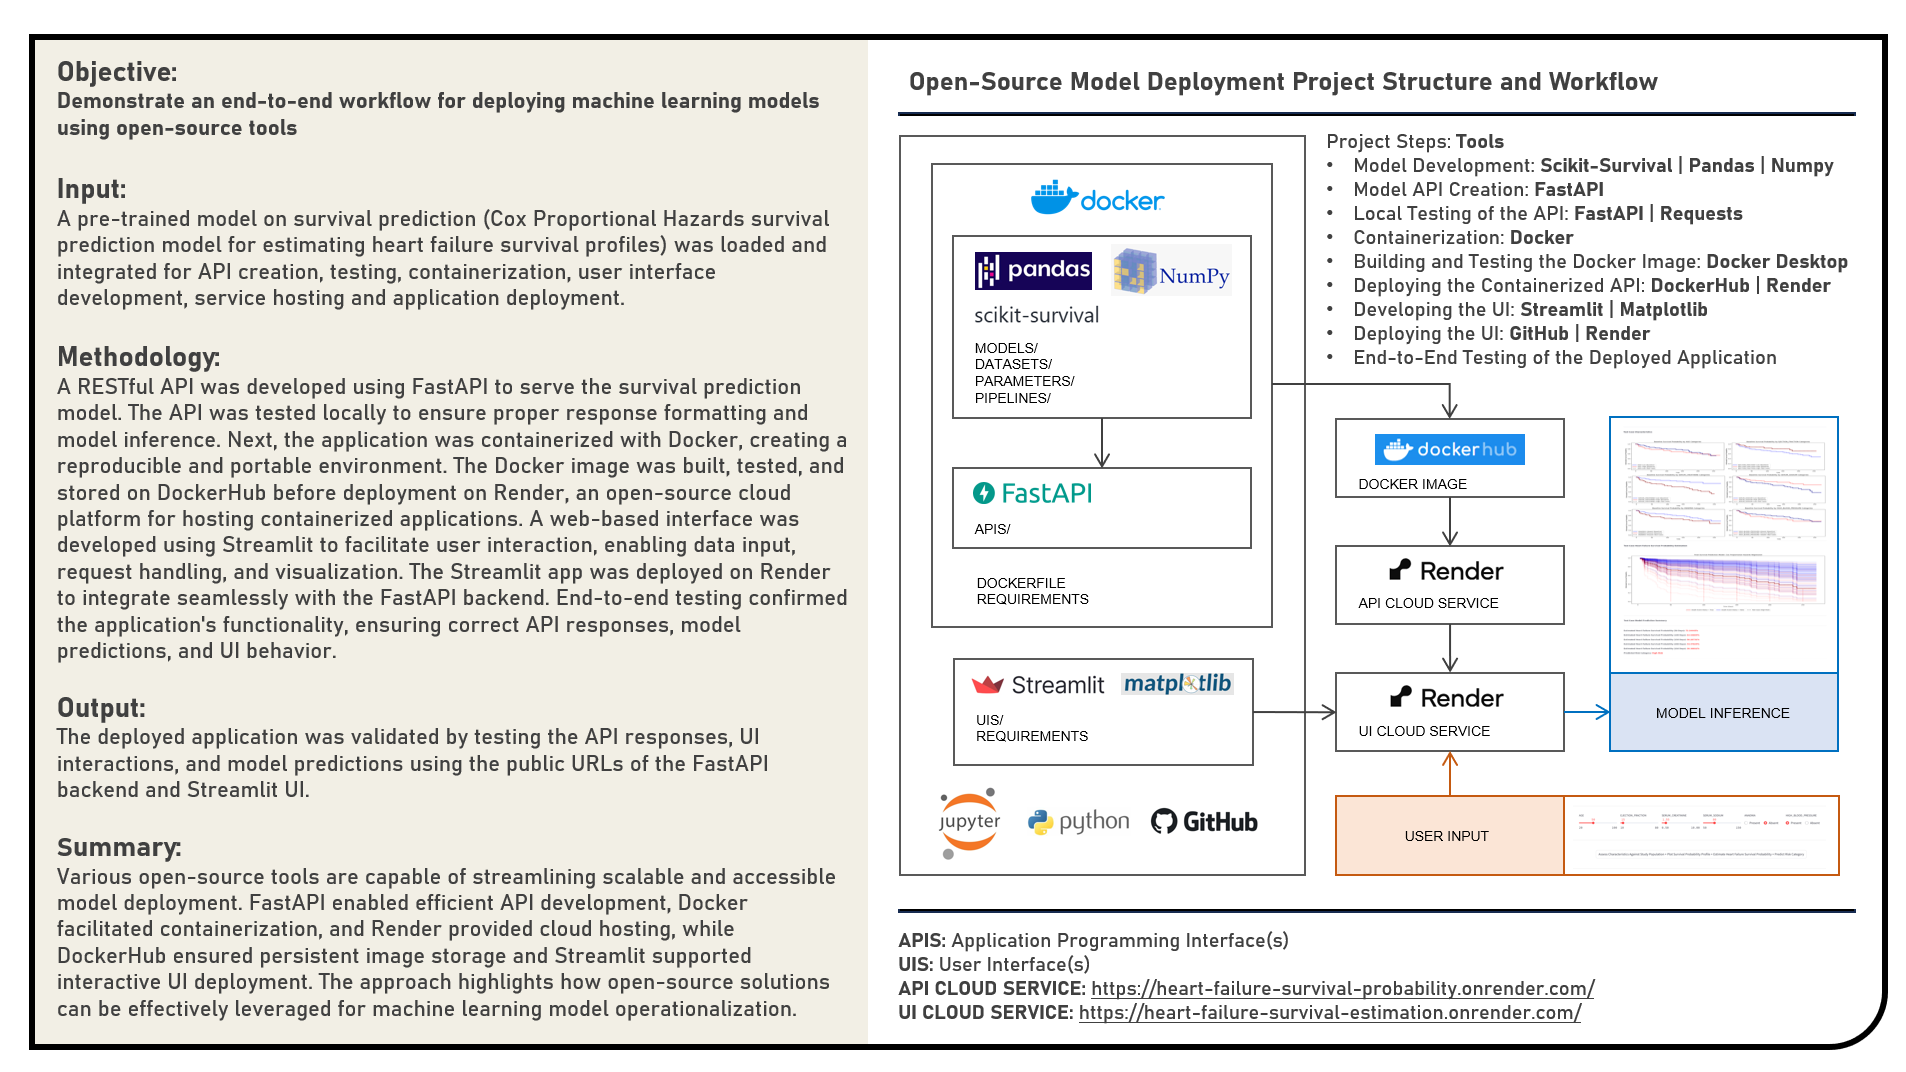 Objective:
Demonstrate an end-to-end workflow for deploying machine learning models
using open-source tools
Input:
A pre-trained model on survival prediction (Cox Proportional Hazards survival
prediction model for estimating heart failure survival profiles) was loaded and
integrated for API creation, testing, containerization, user interface
development, service hosting and application deployment.
Methodology:
A RESTful API was developed using FastAPI to serve the survival prediction
model. The API was tested locally to ensure proper response formatting and
model inference. Next, the application was containerized with Docker, creating a
reproducible and portable environment. The Docker image was built, tested, and
stored on DockerHub before deployment on Render, an open-source cloud
platform for hosting containerized applications. A web-based interface was
developed using Streamlit to facilitate user interaction, enabling data input,
request handling, and visualization. The Streamlit app was deployed on Render
to integrate seamlessly with the FastAPI backend. End-to-end testing confirmed
the application's functionality, ensuring correct API responses, model
predictions, and UI behavior.
Output:
The deployed application was validated by testing the API responses, UI
interactions, and model predictions using the public URLs of the FastAPI
backend and Streamlit UI.
Summary:
Various open-source tools are capable of streamlining scalable and accessible
model deployment. FastAPI enabled efficient API development, Docker
facilitated containerization, and Render provided cloud hosting, while
DockerHub ensured persistent image storage and Streamlit supported
interactive UI deployment. The approach highlights how open-source solutions
can be effectively leveraged for machine learning model operationalization.
Open-Source Model Deployment Project Structure and Workflow
docker
pandas
NumPy
scikit-survival
MODELS/
DATASETS/
PARAMETERS/
PIPELINES/
FastAPI
APIS/
DOCKERFILE
REQUIREMENTS
Streamlit
matplotlib
UIS/
REQUIREMENTS
jupyter
python
GitHub
Project Steps: Tools
• Model Development: Scikit-Survival | Pandas | Numpy
• Model API Creation: FastAPI
• Local Testing of the API: FastAPI | Requests
• Containerization: Docker
• Building and Testing the Docker Image: Docker Desktop
• Deploying the Containerized API: DockerHub | Render
• Developing the UI: Streamlit | Matplotlib
• Deploying the UI: GitHub | Render
• End-to-End Testing of the Deployed Application
dockerhub
DOCKER IMAGE
Render
API CLOUD SERVICE
Render
UI CLOUD SERVICE
MODEL INFERENCE
USER INPUT
APIS: Application Programming Interface(s)
UIS: User Interface(s)
API CLOUD SERVICE: https://heart-failure-survival-probability.onrender.com/
UI CLOUD SERVICE: https://heart-failure-survival-estimation.onrender.com/